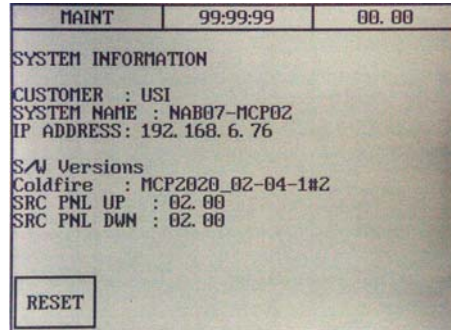 MAINT 99:99:99 00.00
SYSTEM INFORMATION
CUSTOMER : USI
SYSTEM NAME : NAB07-MCP02
IP ADDRESS: 192.168.6.76
S/W Versions
Coldfire : MCP2020_02-04-1#2
SRC PNL UP : 02.00
SRC PNL DWN : 02.00
RESET